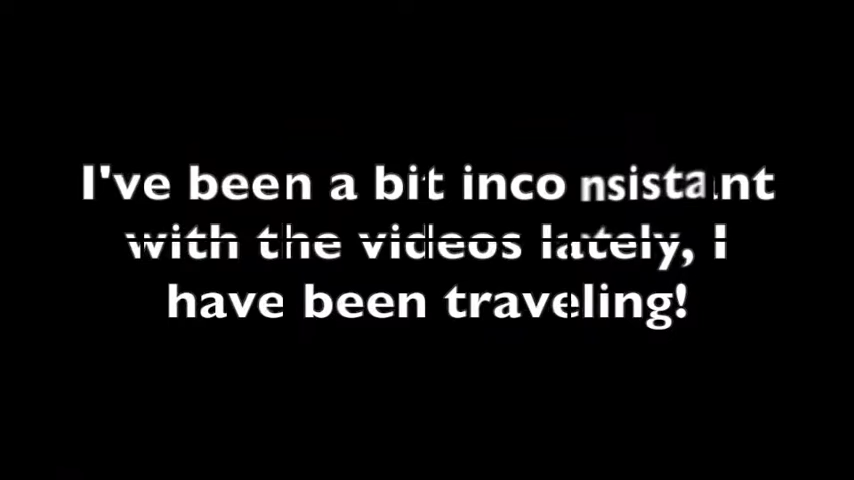 I've been a bit inconsistant
with the videos lately, I
have been traveling!